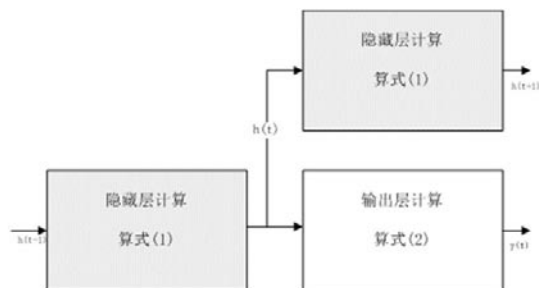 隐藏层计算
算式(1)
h(t+1)
h(t)
隐藏层计算
算式(1)
h(t-1)
输出层计算
算式(2)
y(t)